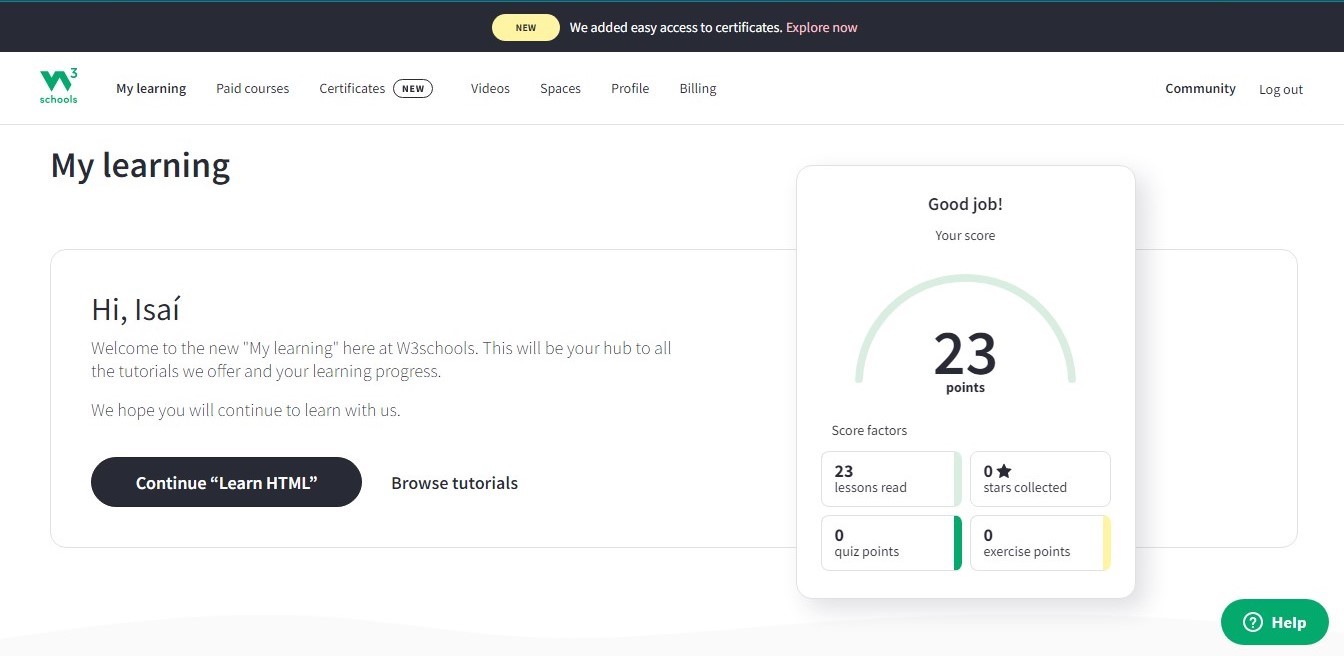 NEW We added easy access to certificates. Explore now
W3 schools
My learning Paid courses Certificates NEW Videos Spaces Profile Billing Community Log out
My learning
Hi, Isaí
Welcome to the new "My learning" here at W3schools. This will be your hub to all
the tutorials we offer and your learning progress.
We hope you will continue to learn with us.
Continue “Learn HTML” Browse tutorials
Good job!
Your score
23
points
Score factors
23
lessons read
0 ★
stars collected
0
quiz points
0
exercise points
Help